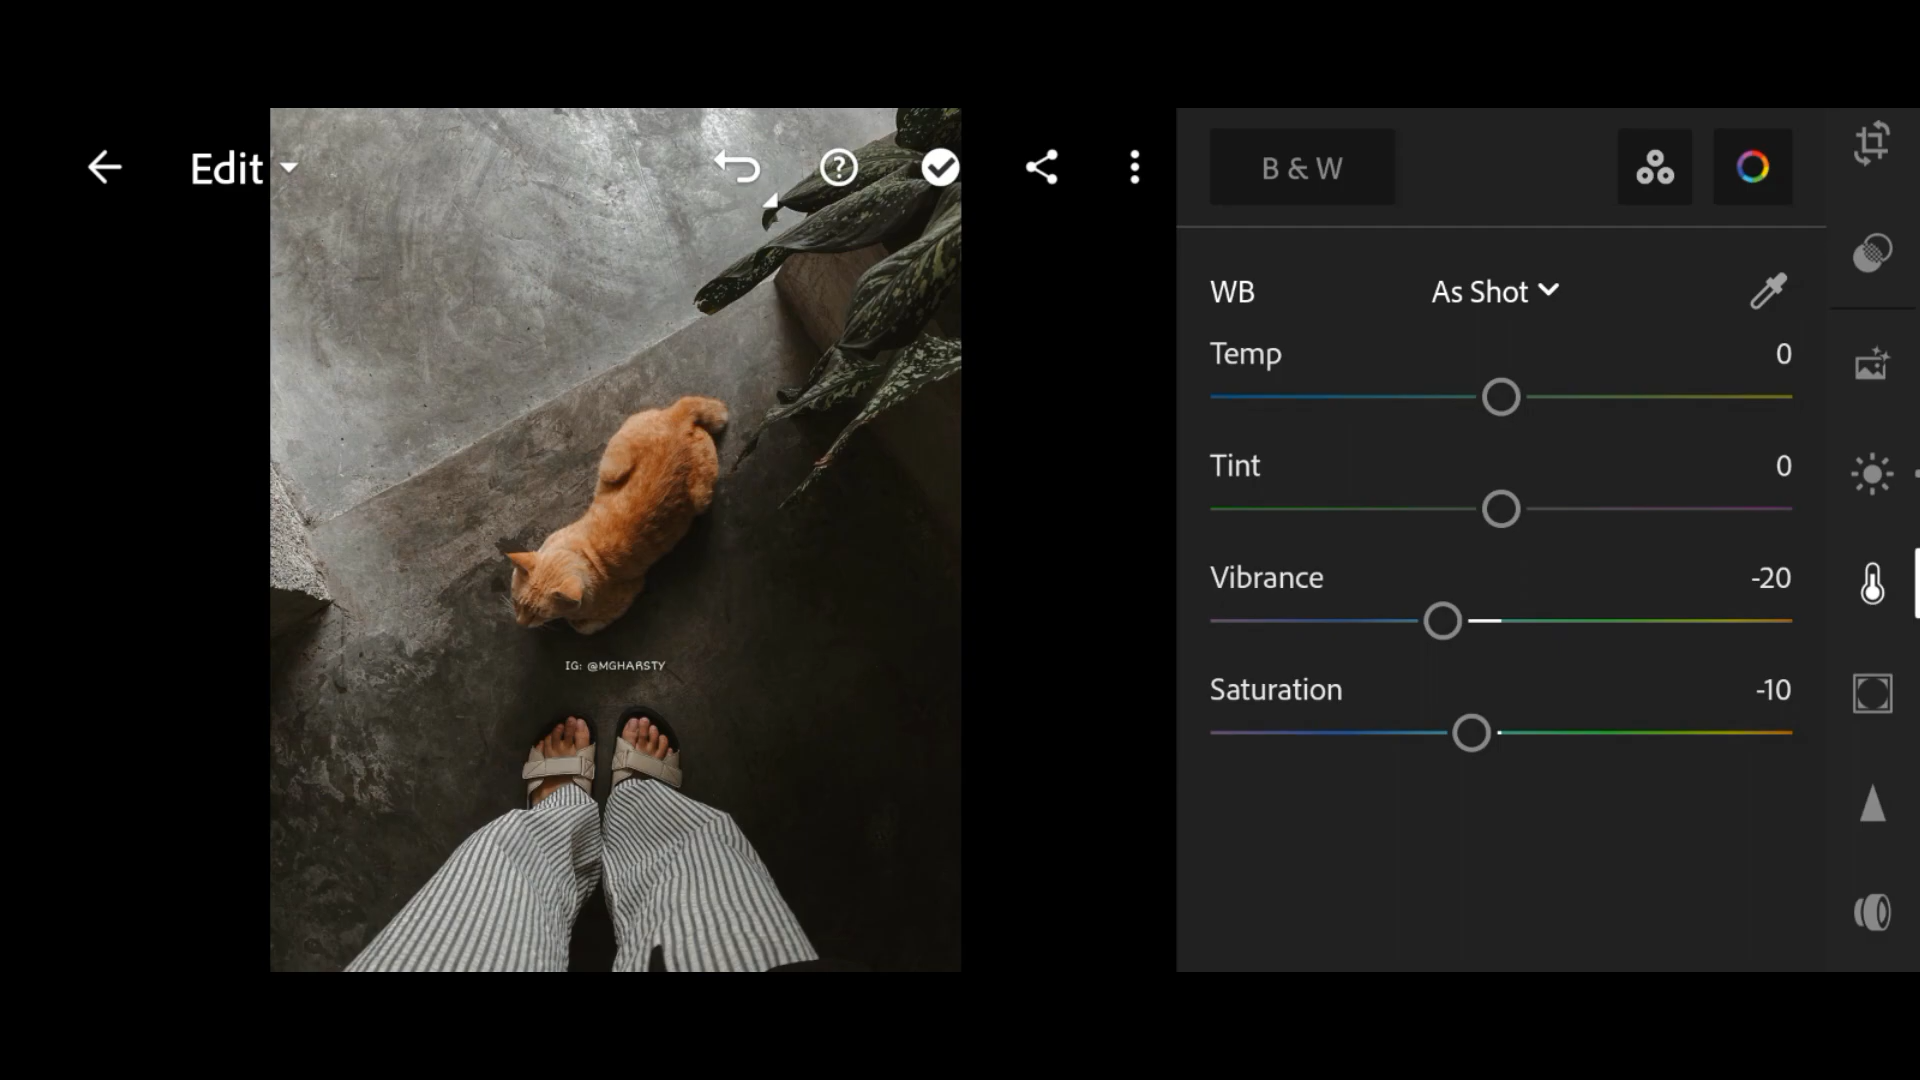 Edit
B & W
WB
As Shot
Temp
0
Tint
0
Vibrance
-20
Saturation
-10
IG: @MGHARSTY